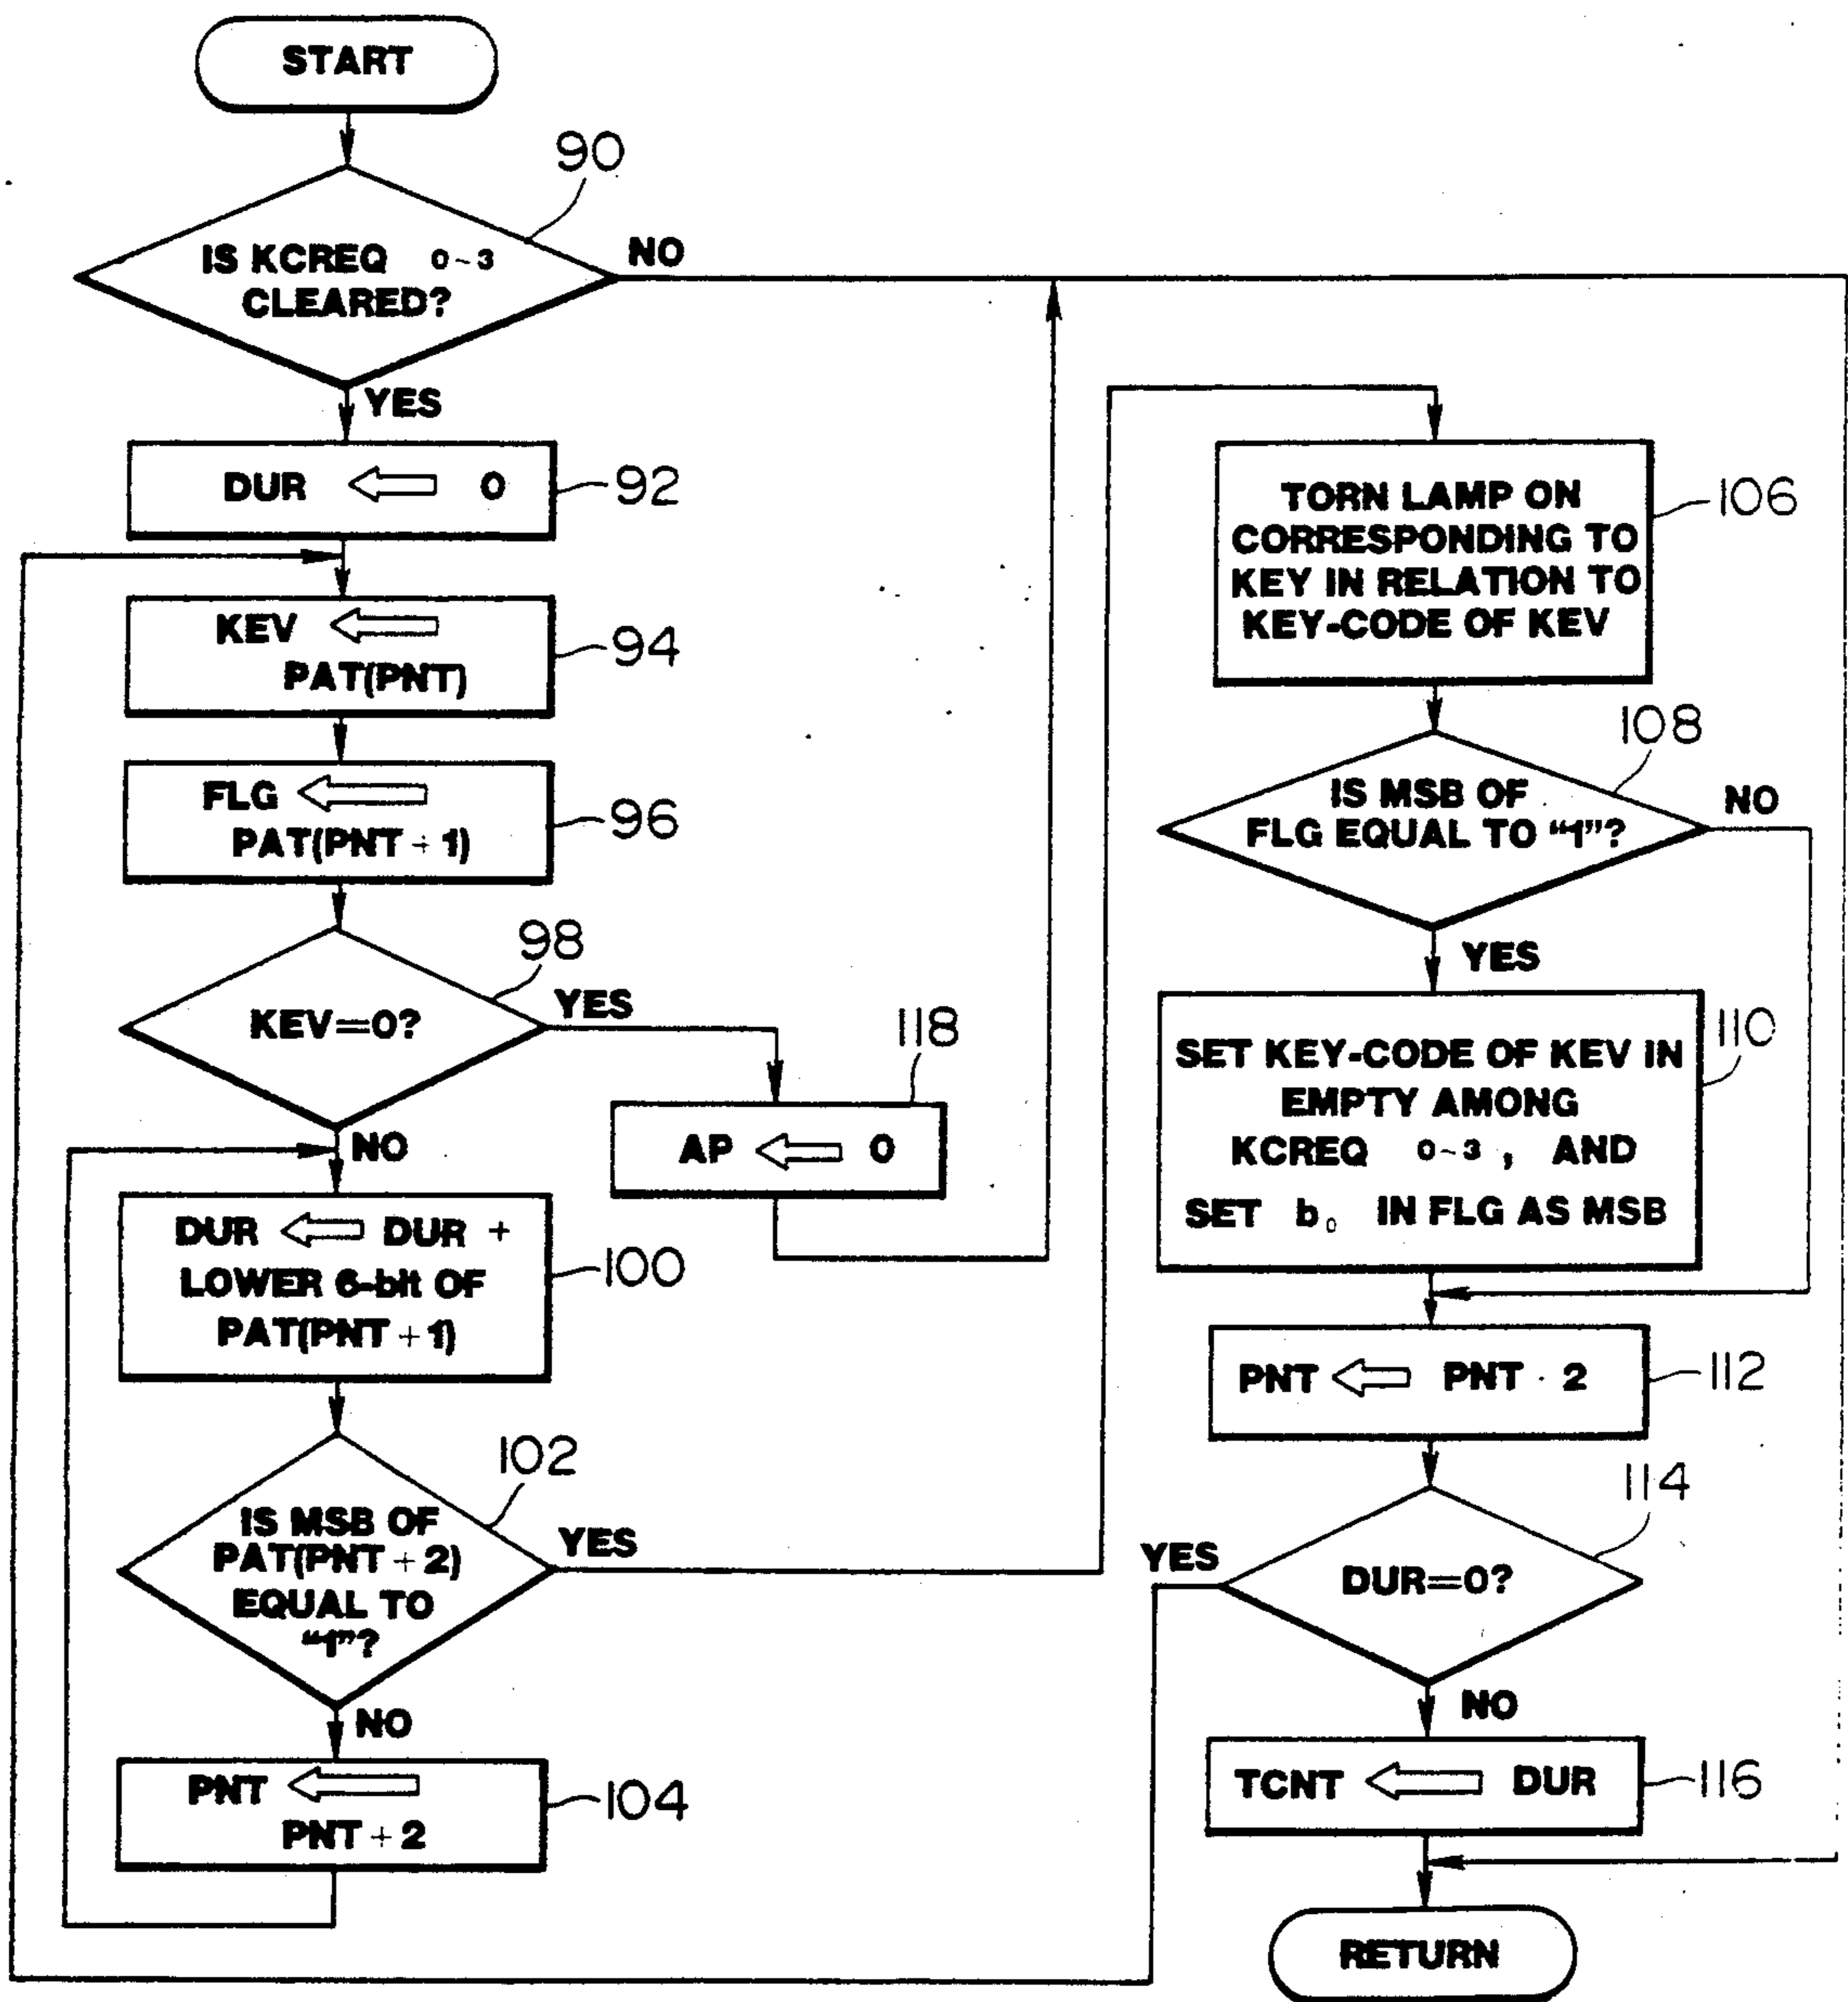 START
90
IS KCREQ 0~3
CLEARED?
NO
YES
DUR ⇐ 0
92
KEV ⇐
PAT(PNT)
94
FLG ⇐
PAT(PNT + 1)
96
98
KEV=0?
YES
NO
118
AP ⇐ 0
DUR ⇐ DUR +
LOWER 6-bit OF
PAT(PNT + 1)
100
102
IS MSB OF
PAT(PNT + 2)
EQUAL TO
“1”?
YES
NO
PNT ⇐
PNT + 2
104
TORN LAMP ON
CORRESPONDING TO
KEY IN RELATION TO
KEY-CODE OF KEV
106
108
IS MSB OF
FLG EQUAL TO “1”?
NO
YES
110
SET KEY-CODE OF KEV IN
EMPTY AMONG
KCREQ 0~3 , AND
SET b₀ IN FLG AS MSB
PNT ⇐ PNT · 2
112
114
DUR=0?
YES
NO
TCNT ⇐ DUR
116
RETURN